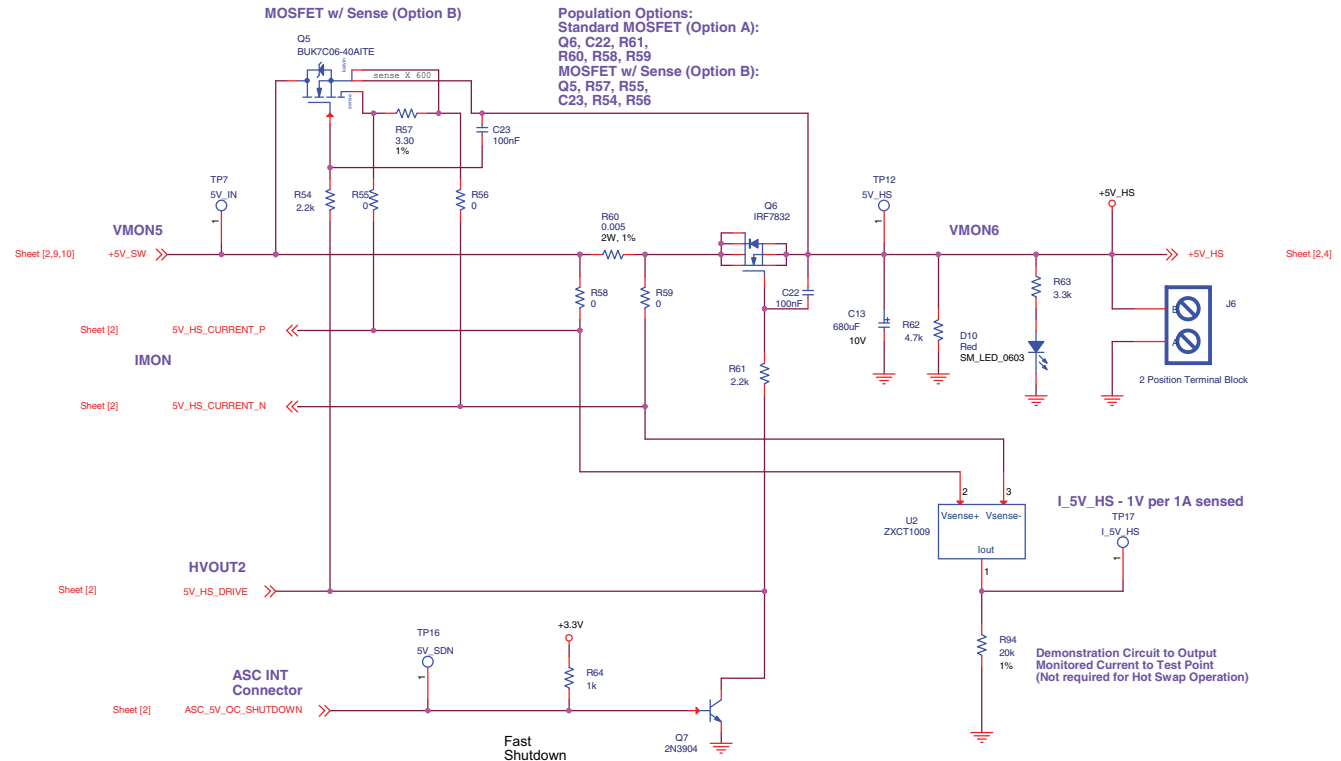 MOSFET w/ Sense (Option B)
Population Options:
Standard MOSFET (Option A):
Q6, C22, R61,
R60, R58, R59
MOSFET w/ Sense (Option B):
Q5, R57, R55,
C23, R54, R56
Q5
BUK7C06-40AITE
kelvin
sense X 600
sense
R57
3.30
1%
C23
100nF
TP7
5V_IN
1
R54
2.2k
R55
0
R56
0
TP12
5V_HS
1
+5V_HS
Q6
IRF7832
R60
0.005
2W, 1%
VMON5
VMON6
Sheet [2,9,10]
+5V_SW
+5V_HS
Sheet [2,4]
R58
0
R59
0
C22
100nF
R63
3.3k
C13
680uF
10V
+
R62
4.7k
D10
Red
SM_LED_0603
J6
B
A
2 Position Terminal Block
Sheet [2]
5V_HS_CURRENT_P
IMON
R61
2.2k
Sheet [2]
5V_HS_CURRENT_N
2
3
U2
ZXCT1009
Vsense+
Vsense-
Iout
1
I_5V_HS - 1V per 1A sensed
TP17
I_5V_HS
1
HVOUT2
Sheet [2]
5V_HS_DRIVE
R94
20k
1%
Demonstration Circuit to Output
Monitored Current to Test Point
(Not required for Hot Swap Operation)
TP16
5V_SDN
1
+3.3V
R64
1k
ASC INT
Connector
Sheet [2]
ASC_5V_OC_SHUTDOWN
Fast
Shutdown
Q7
2N3904